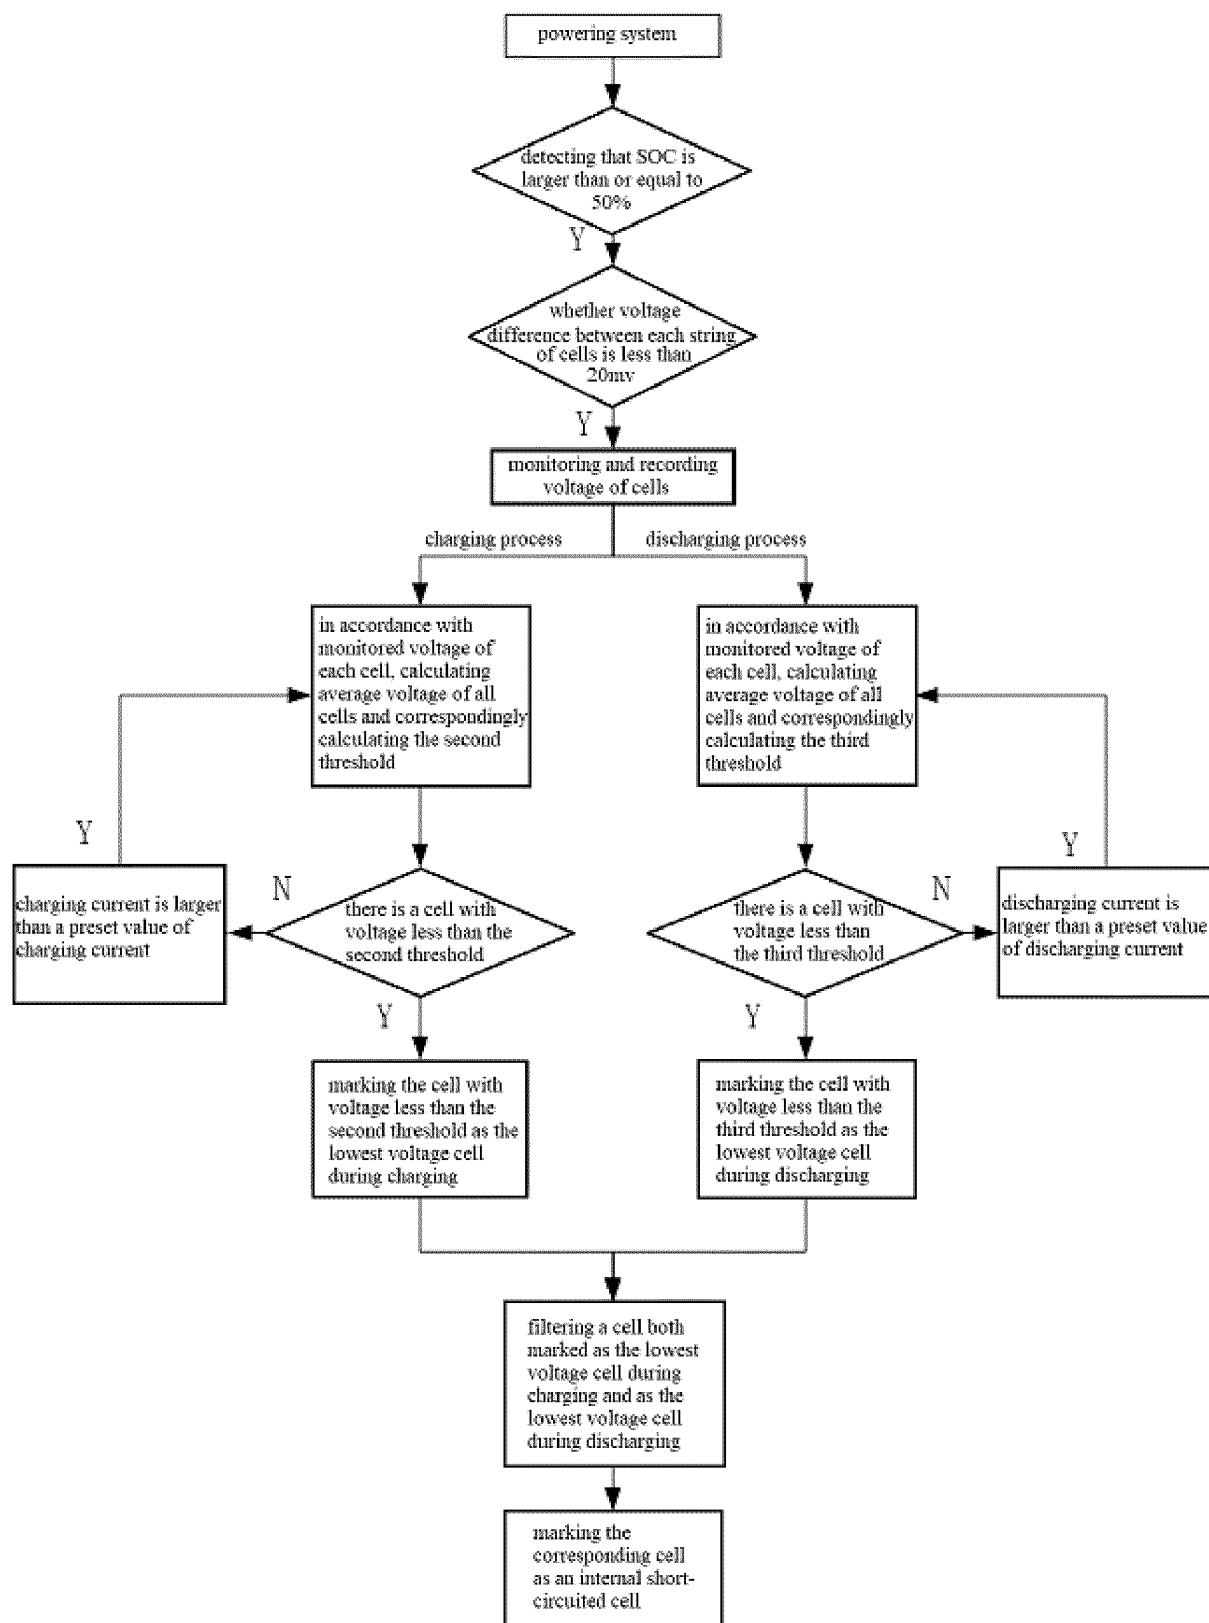 powering system
detecting that SOC is
larger than or equal to
50%
Y
whether voltage
difference between each string
of cells is less than
20mv
Y
monitoring and recording
voltage of cells
charging process
discharging process
in accordance with
monitored voltage of
each cell, calculating
average voltage of all
cells and correspondingly
calculating the second
threshold
in accordance with
monitored voltage of
each cell, calculating
average voltage of all
cells and correspondingly
calculating the third
threshold
Y
Y
charging current is larger
than a preset value of
charging current
N
there is a cell with
voltage less than the
second threshold
there is a cell with
voltage less than
the third threshold
N
discharging current is
larger than a preset value
of discharging current
Y
Y
marking the cell with
voltage less than the
second threshold as the
lowest voltage cell
during charging
marking the cell with
voltage less than the
third threshold as the
lowest voltage cell
during discharging
filtering a cell both
marked as the lowest
voltage cell during
charging and as the
lowest voltage cell
during discharging
marking the
corresponding cell
as an internal short-
circuited cell